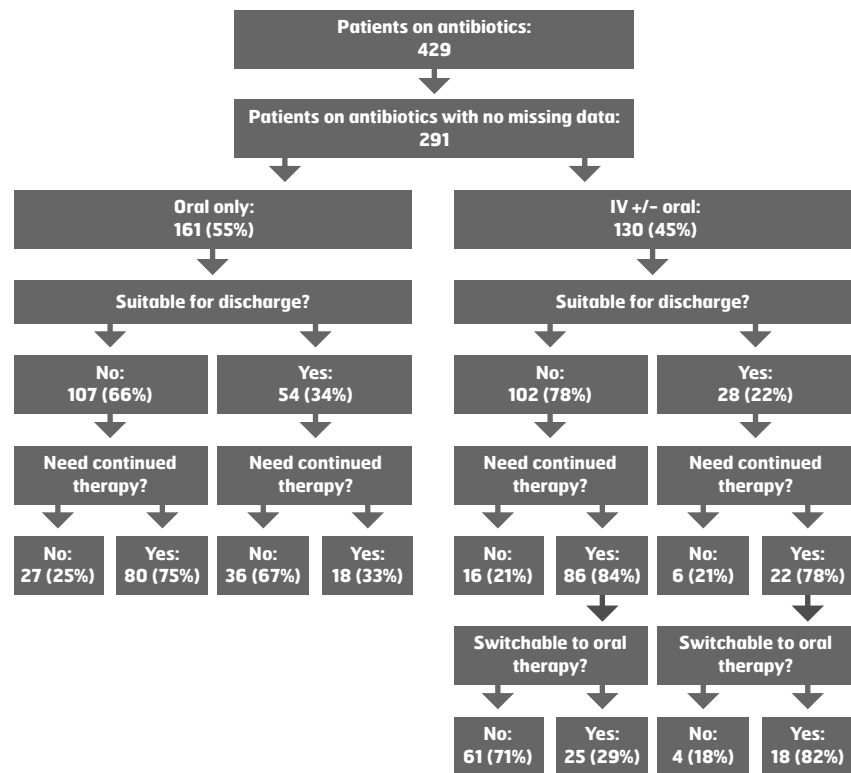 Patients on antibiotics:
429
Patients on antibiotics with no missing data:
291
Oral only:
161 (55%)
IV +/- oral:
130 (45%)
Suitable for discharge?
Suitable for discharge?
No:
107 (66%)
Yes:
54 (34%)
No:
102 (78%)
Yes:
28 (22%)
Need continued
therapy?
Need continued
therapy?
Need continued
therapy?
Need continued
therapy?
No:
27 (25%)
Yes:
80 (75%)
No:
36 (67%)
Yes:
18 (33%)
No:
16 (21%)
Yes:
86 (84%)
No:
6 (21%)
Yes:
22 (78%)
Switchable to oral
therapy?
Switchable to oral
therapy?
No:
61 (71%)
Yes:
25 (29%)
No:
4 (18%)
Yes:
18 (82%)